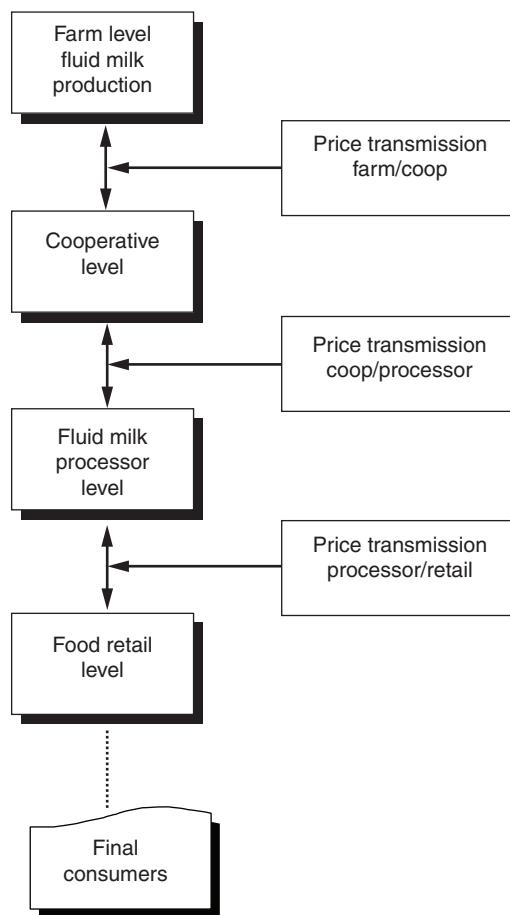 Farm level
fluid milk
production
Price transmission
farm/coop
Cooperative
level
Price transmission
coop/processor
Fluid milk
processor
level
Price transmission
processor/retail
Food retail
level
Final
consumers